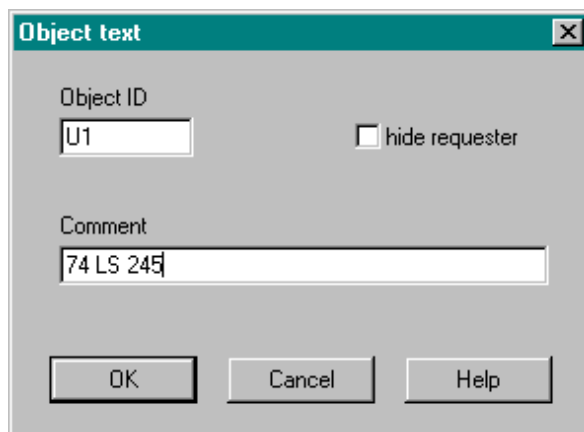 Object text
Object ID
U1
hide requester
Comment
74 LS 245
OK Cancel Help